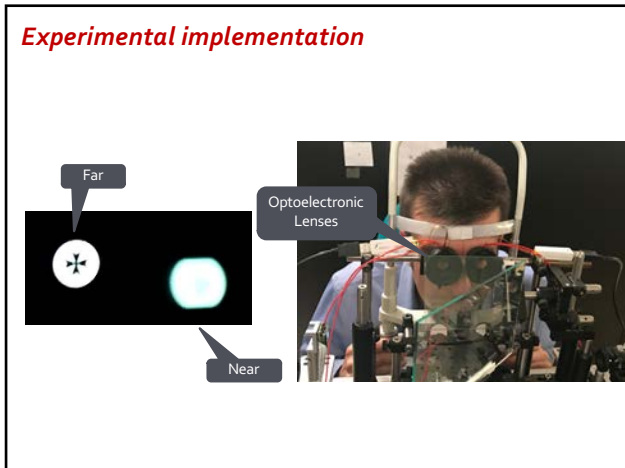 Experimental implementation
Far
Optoelectronic
Lenses
Near